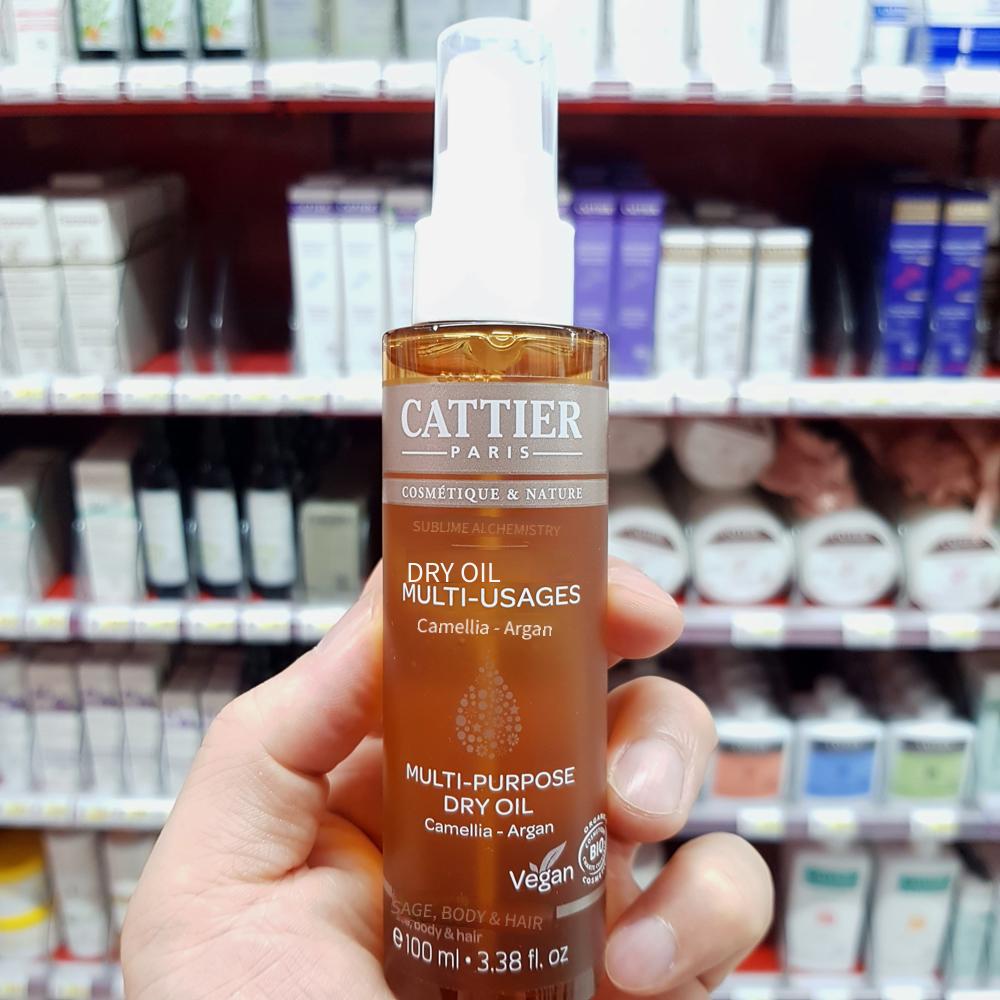 CATTIER
PARIS
COSMÉTIQUE & NATURE
SUBLIME ALCHEMISTRY
DRY OIL
MULTI-USAGES
Camellia - Argan
MULTI-PURPOSE
DRY OIL
Camellia - Argan
Vegan
BIO
SAGE, BODY & HAIR
body & hair
e 100 ml • 3.38 fl. oz